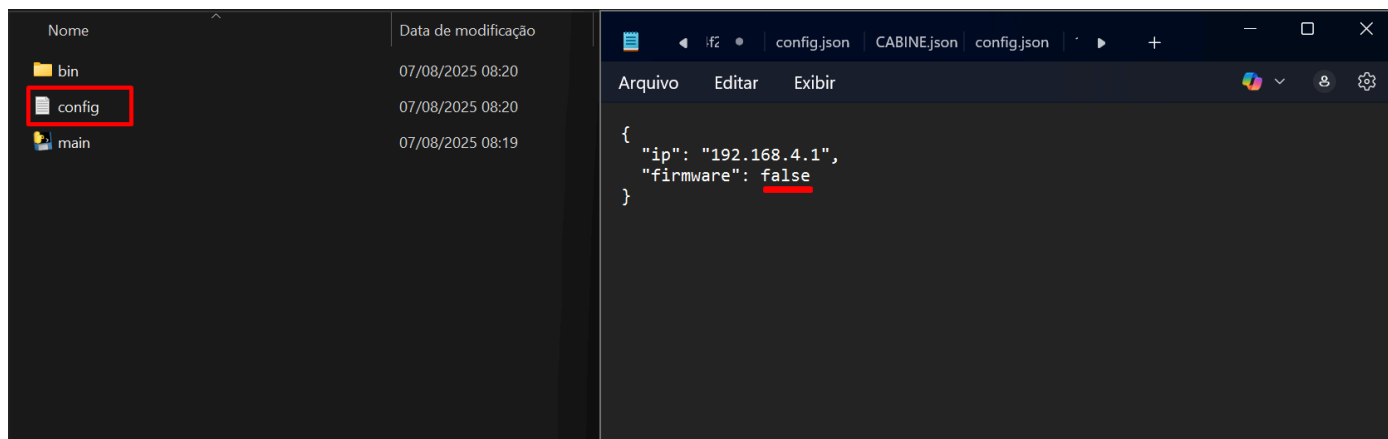 Nome Data de modificação
bin 07/08/2025 08:20
config 07/08/2025 08:20
main 07/08/2025 08:19
config.json CABINE.json config.json
Arquivo Editar Exibir
{
"ip": "192.168.4.1",
"firmware": false
}